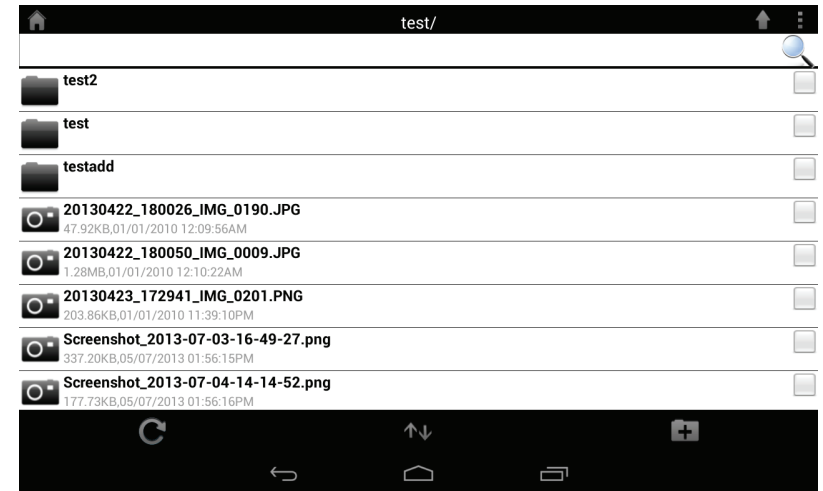 test/
test2
test
testadd
20130422_180026_IMG_0190.JPG
47.92KB,01/01/2010 12:09:56AM
20130422_180050_IMG_0009.JPG
1.28MB,01/01/2010 12:10:22AM
20130423_172941_IMG_0201.PNG
203.86KB,01/01/2010 11:39:10PM
Screenshot_2013-07-03-16-49-27.png
337.20KB,05/07/2013 01:56:15PM
Screenshot_2013-07-04-14-14-52.png
177.73KB,05/07/2013 01:56:16PM